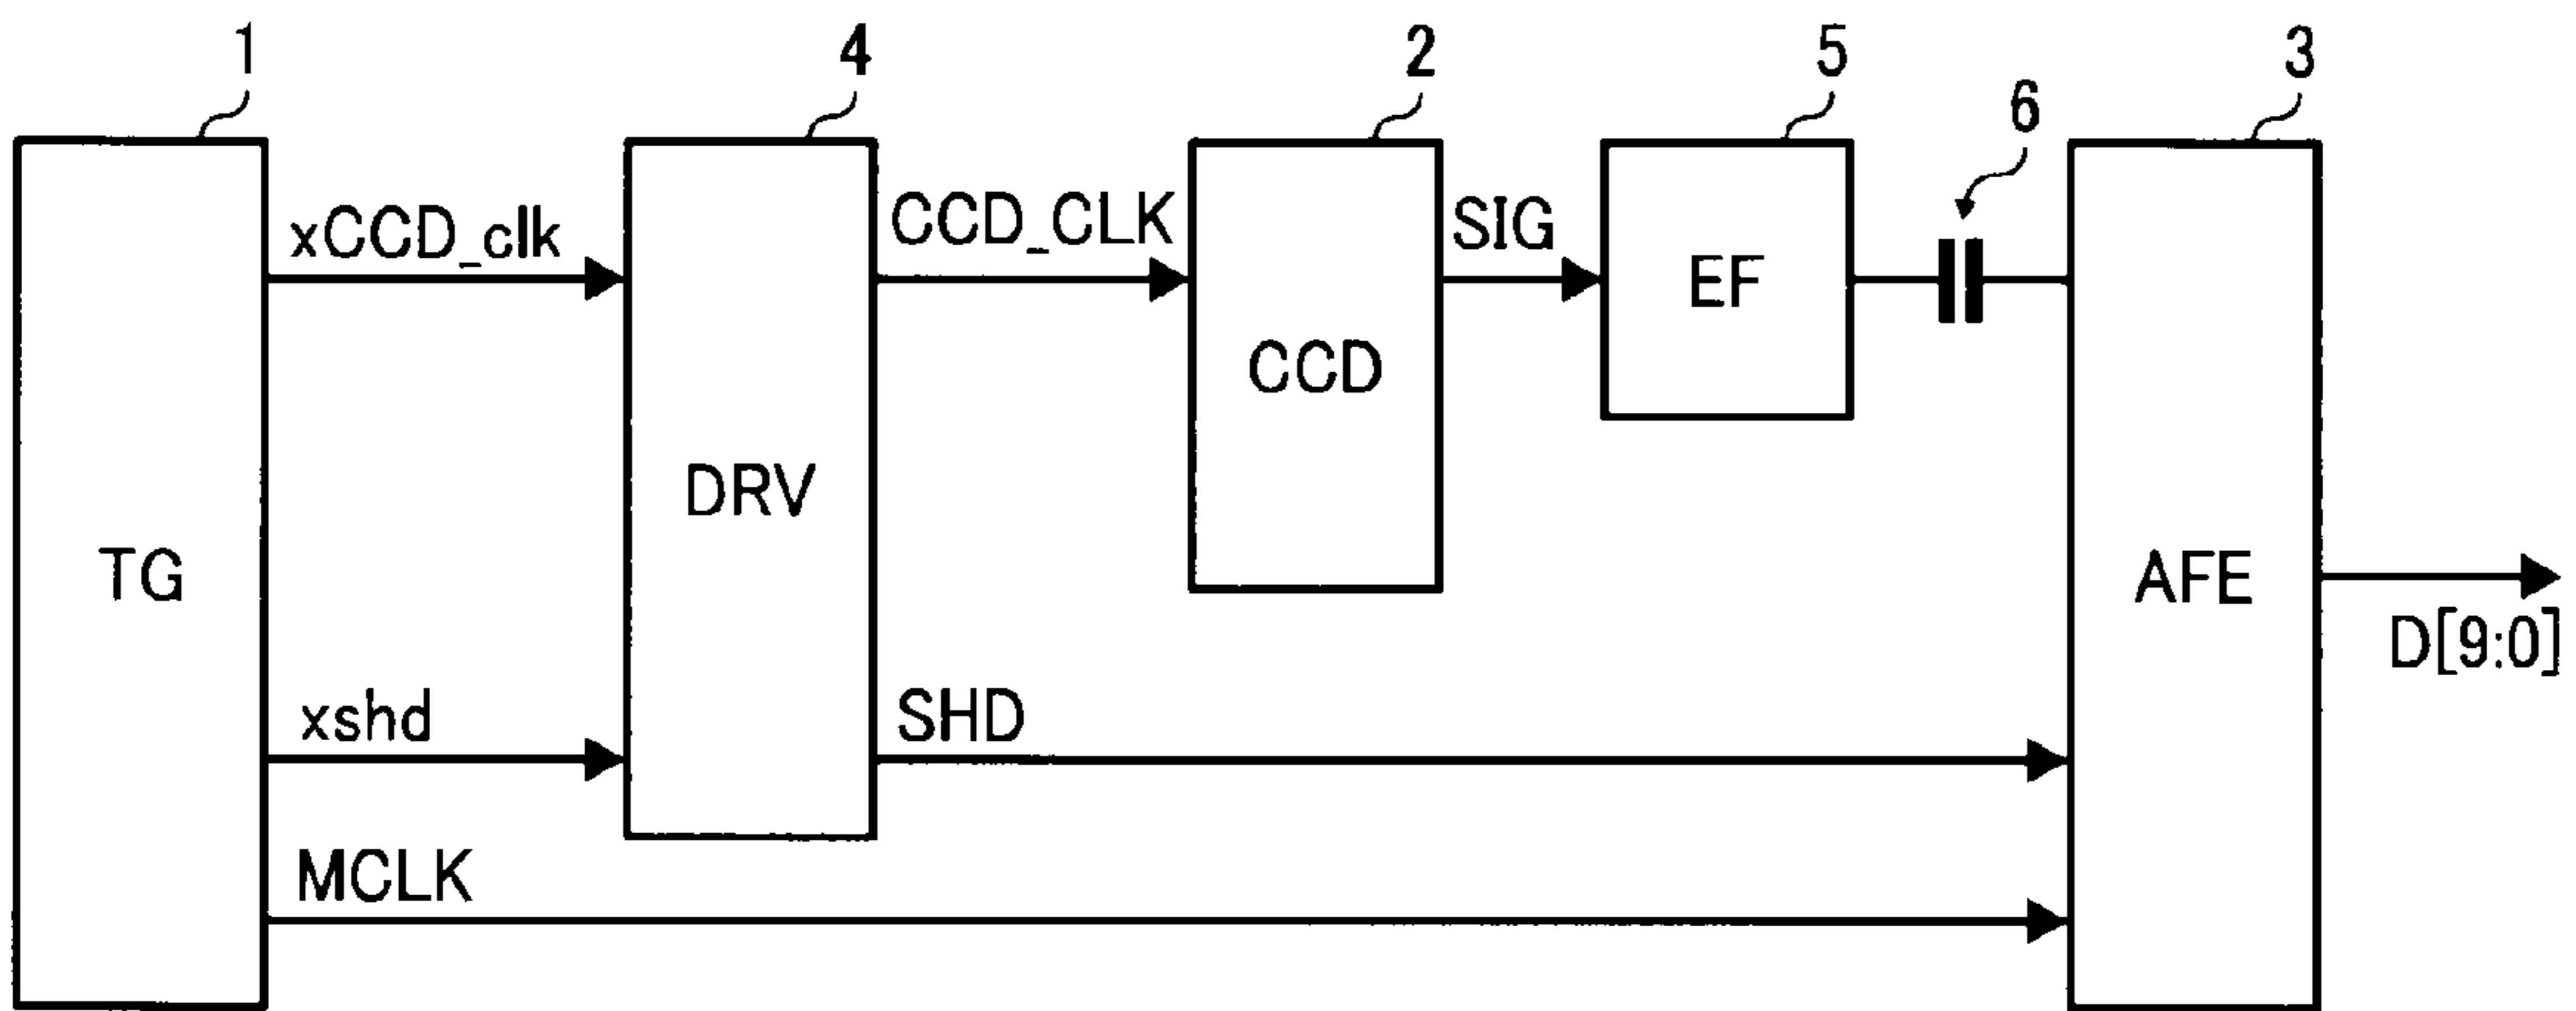 1
4
2
5
6
3
xCCD_clk
CCD_CLK
SIG
EF
CCD
DRV
TG
AFE
D[9:0]
xshd
SHD
MCLK